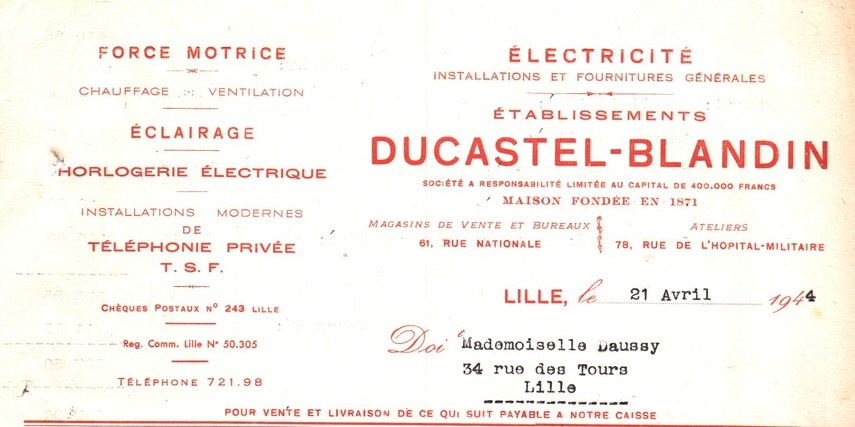 FORCE MOTRICE
CHAUFFAGE VENTILATION
ÉCLAIRAGE
HORLOGERIE ÉLECTRIQUE
INSTALLATIONS MODERNES
DE
TÉLÉPHONIE PRIVÉE
T. S. F.
CHÈQUES POSTAUX Nº 243 LILLE
Reg. Comm. Lille Nº 50.305
TÉLÉPHONE 721.98
ÉLECTRICITÉ
INSTALLATIONS ET FOURNITURES GÉNÉRALES
ÉTABLISSEMENTS
DUCASTEL-BLANDIN
SOCIÉTÉ A RESPONSABILITÉ LIMITÉE AU CAPITAL DE 400.000 FRANCS
MAISON FONDÉE EN 1871
MAGASINS DE VENTE ET BUREAUX
61, RUE NATIONALE
ATELIERS
78, RUE DE L'HOPITAL-MILITAIRE
LILLE, le 21 Avril 1944
Doi Mademoiselle Daussy
34 rue des Tours
Lille
POUR VENTE ET LIVRAISON DE CE QUI SUIT PAYABLE A NOTRE CAISSE